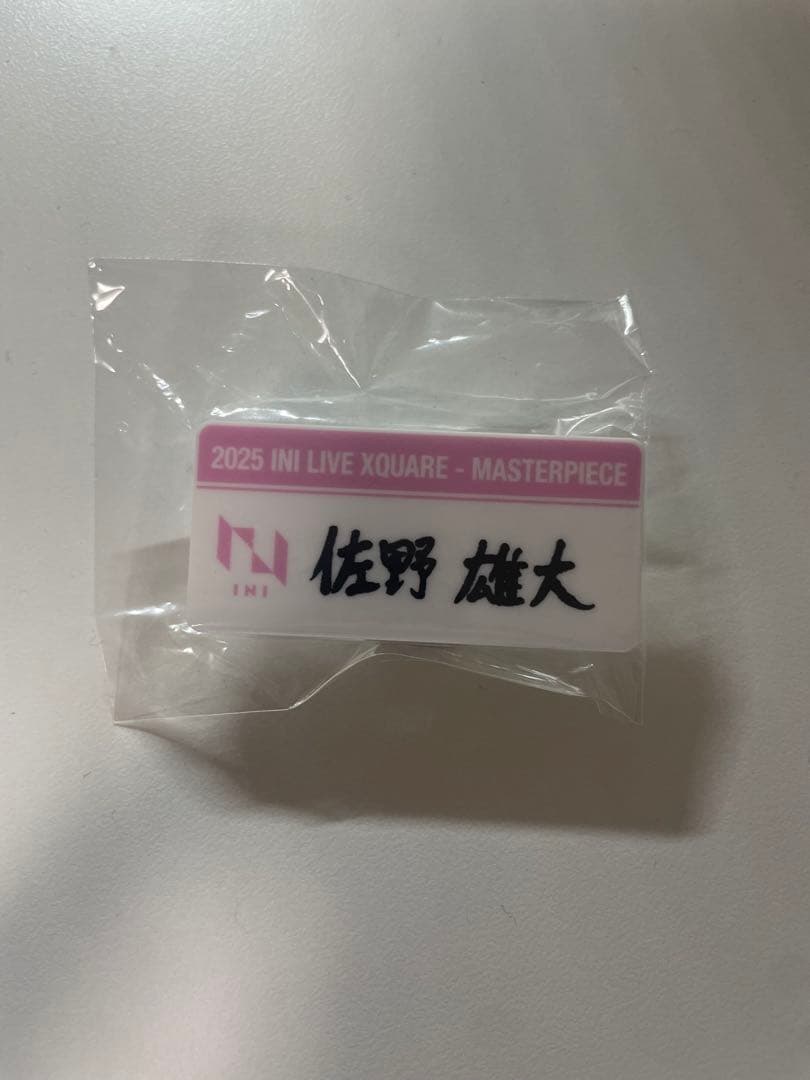 2025 INI LIVE XQUARE - MASTERPIECE
INI
佐野 雄大